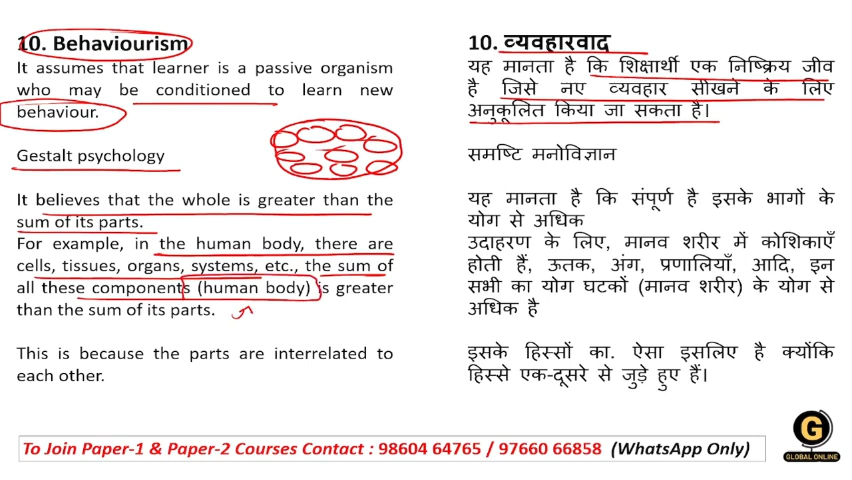 10. Behaviourism
It assumes that learner is a passive organism
who may be conditioned to learn new
behaviour.
Gestalt psychology
It believes that the whole is greater than the
sum of its parts.
For example, in the human body, there are
cells, tissues, organs, systems, etc., the sum of
all these components (human body) is greater
than the sum of its parts.
This is because the parts are interrelated to
each other.
10. व्यवहारवाद
यह मानता है कि शिक्षार्थी एक निष्क्रिय जीव
है जिसे नए व्यवहार सीखने के लिए
अनुकूलित किया जा सकता है।
समष्टि मनोविज्ञान
यह मानता है कि संपूर्ण है इसके भागों के
योग से अधिक
उदाहरण के लिए, मानव शरीर में कोशिकाएँ
होती हैं, ऊतक, अंग, प्रणालियाँ, आदि, इन
सभी का योग घटकों (मानव शरीर) के योग से
अधिक है
इसके हिस्सों का. ऐसा इसलिए है क्योंकि
हिस्से एक-दूसरे से जुड़े हुए हैं।
To Join Paper-1 & Paper-2 Courses Contact : 98604 64765 / 97660 66858 (WhatsApp Only)
G
GLOBAL ONLINE